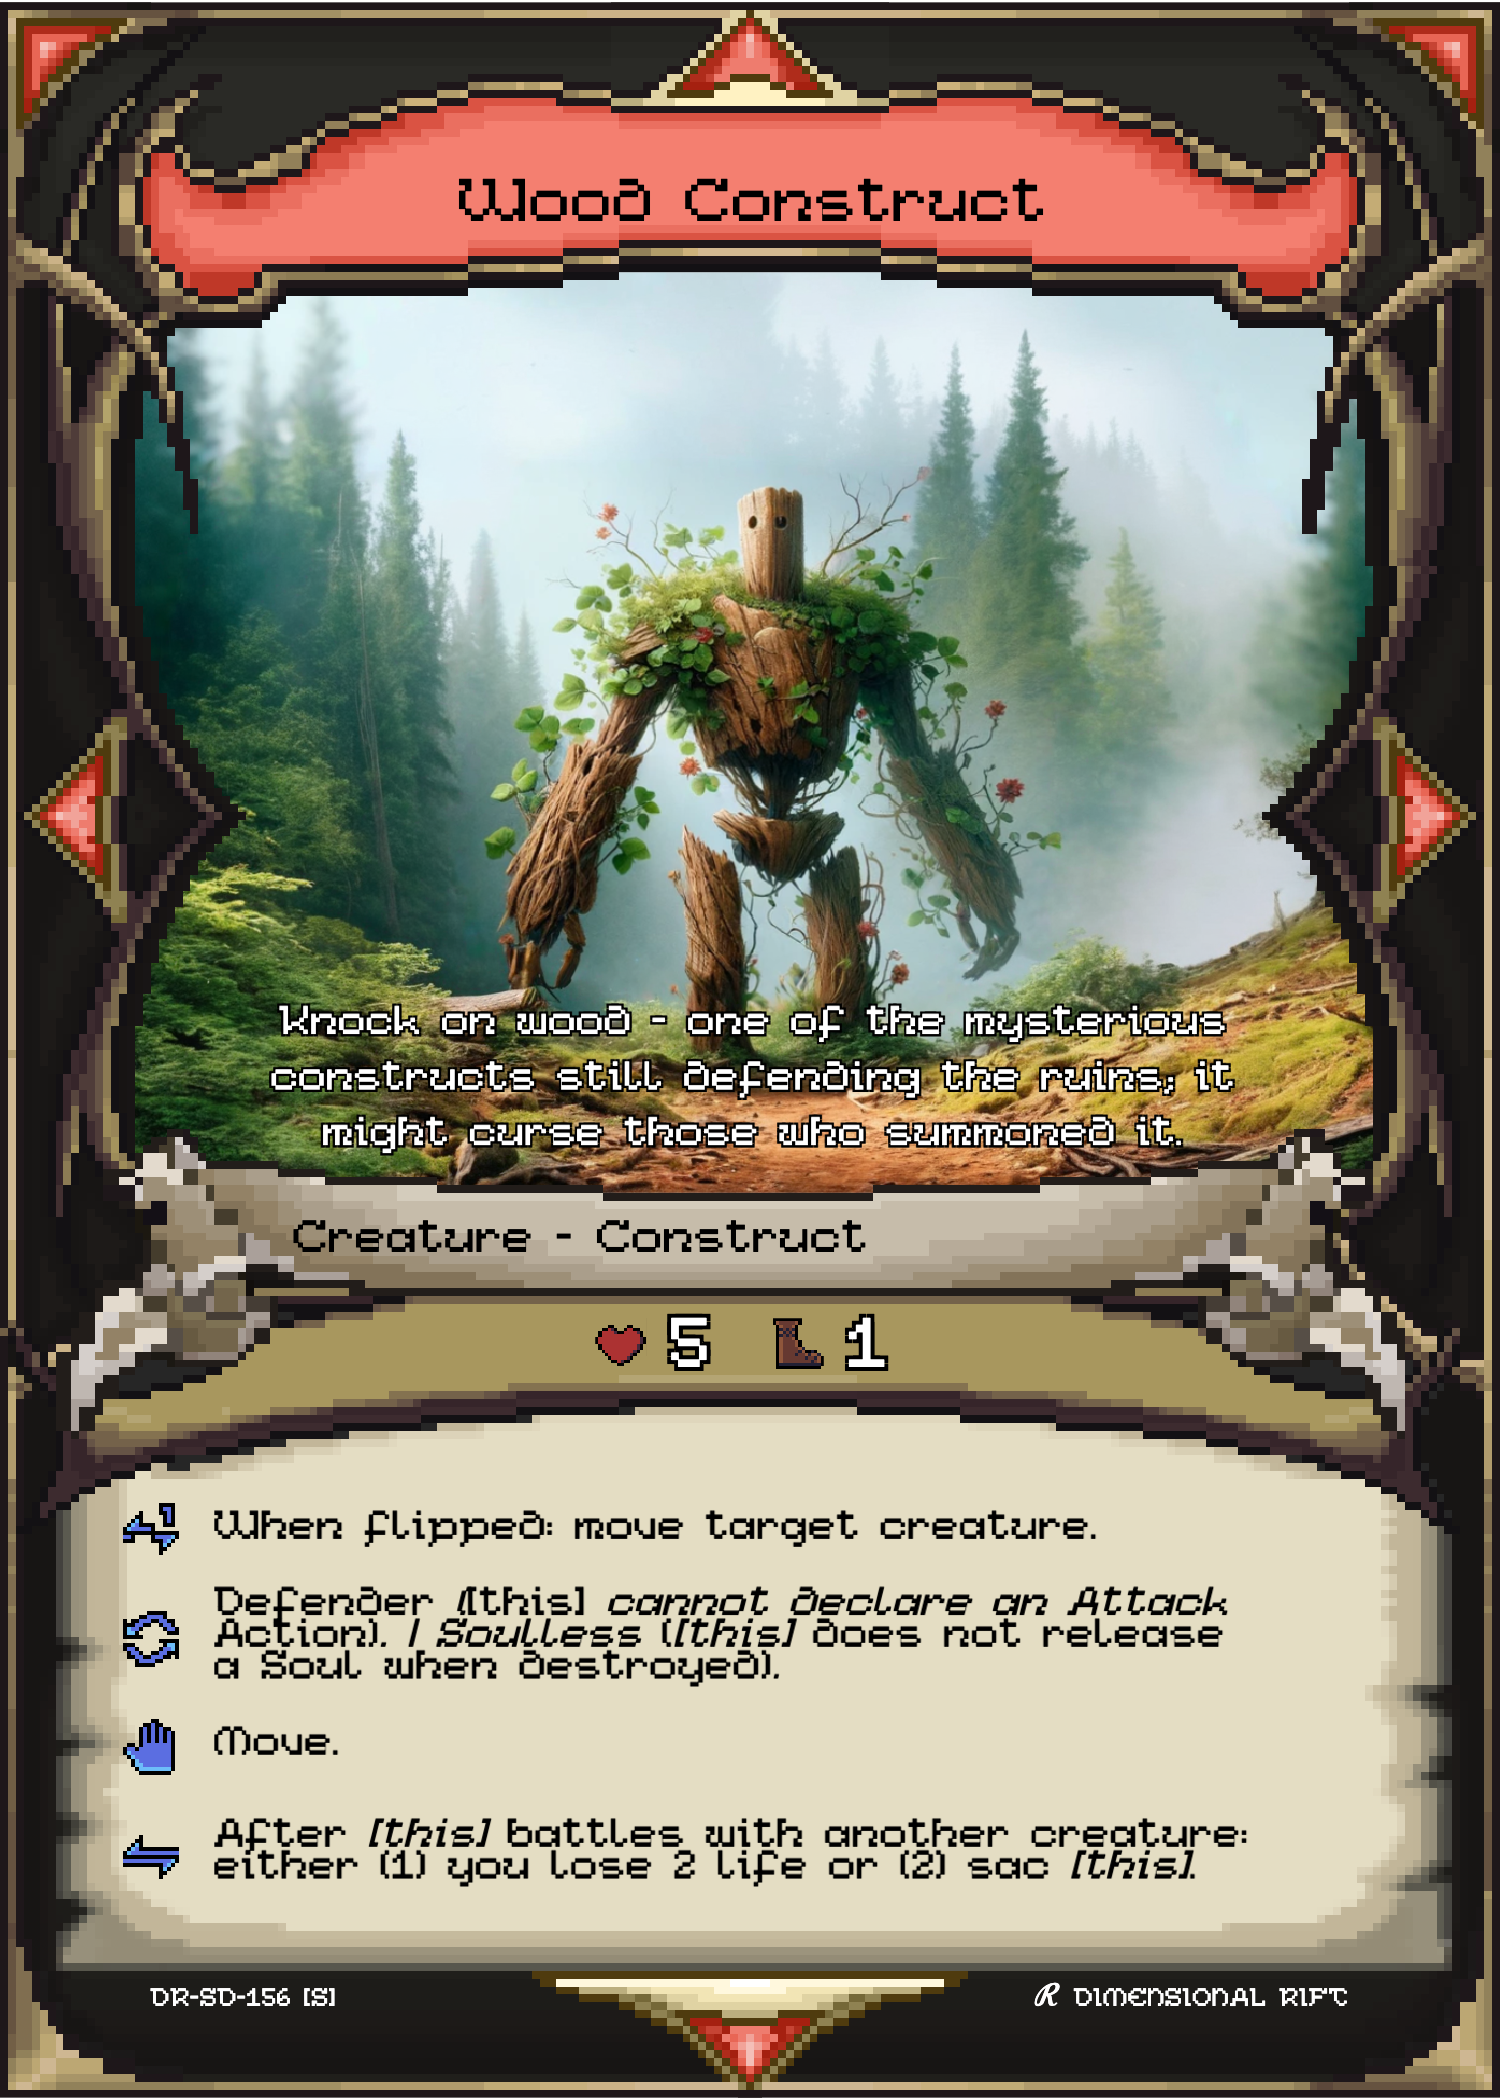 Wood Construct
Knock on wood - one of the mysterious
constructs still defending the ruins; it
might curse those who summoned it.
Creature - Construct
5 1
When flipped: move target creature.
Defender ([this] cannot declare an Attack
Action). / Soulless ([this] does not release
a Soul when destroyed).
Move.
After [this] battles with another creature:
either (1) you lose 2 life or (2) sac [this].
DR-SD-156 [S]
R DIMENSIONAL RIFT